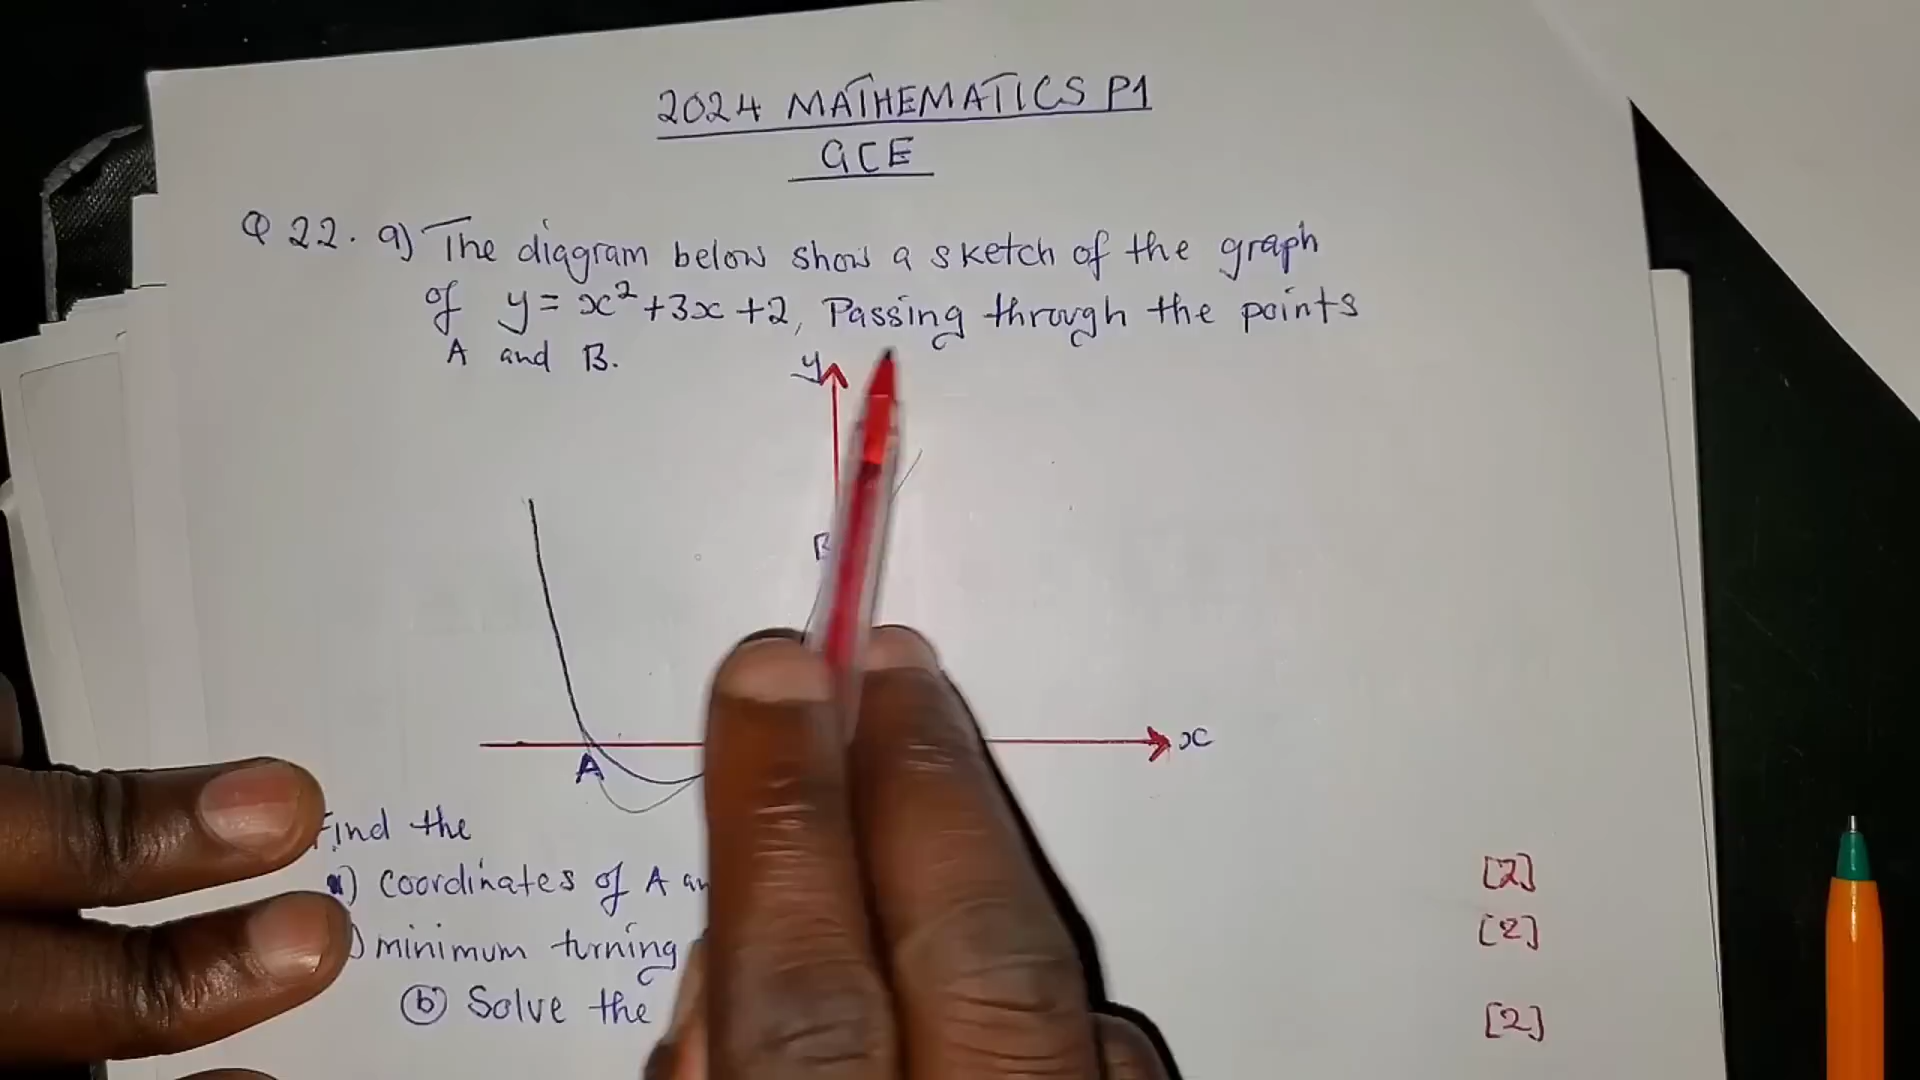 2024 MATHEMATICS P1
GCE
Q 22. a) The diagram below show a sketch of the graph
of y = x² + 3x + 2, Passing through the points
A and B.
y
B
x
A
Find the
coordinates of A [2]
minimum turning [2]
(b) Solve the [2]